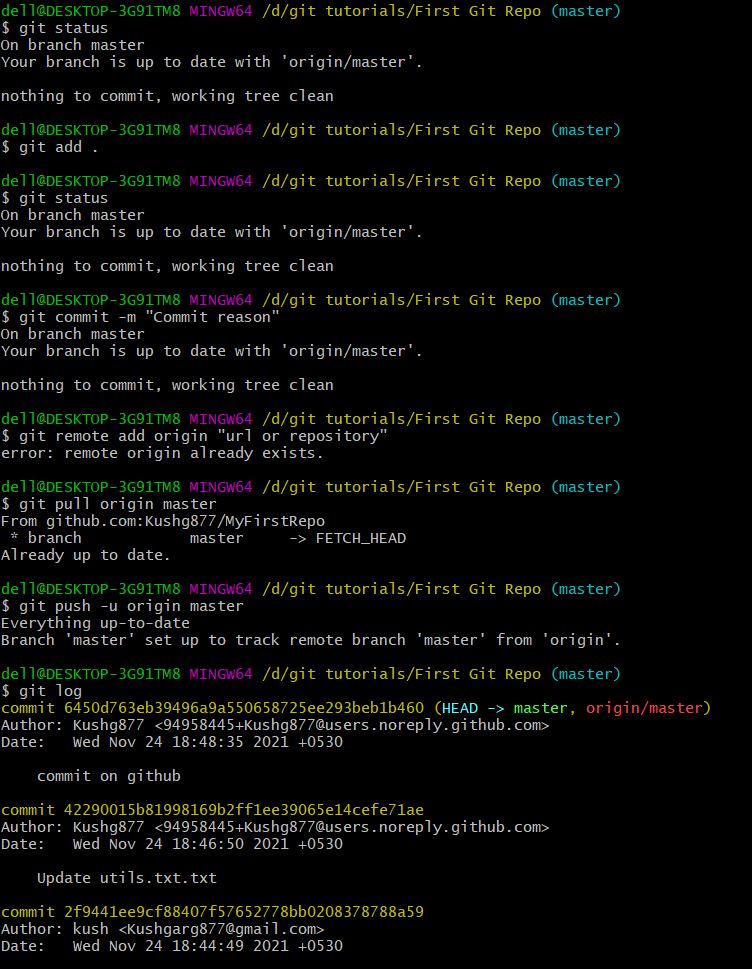 dell@DESKTOP-3G91TM8 MINGW64 /d/git tutorials/First Git Repo (master)
$ git status
On branch master
Your branch is up to date with 'origin/master'.
nothing to commit, working tree clean
dell@DESKTOP-3G91TM8 MINGW64 /d/git tutorials/First Git Repo (master)
$ git add .
dell@DESKTOP-3G91TM8 MINGW64 /d/git tutorials/First Git Repo (master)
$ git status
On branch master
Your branch is up to date with 'origin/master'.
nothing to commit, working tree clean
dell@DESKTOP-3G91TM8 MINGW64 /d/git tutorials/First Git Repo (master)
$ git commit -m "Commit reason"
On branch master
Your branch is up to date with 'origin/master'.
nothing to commit, working tree clean
dell@DESKTOP-3G91TM8 MINGW64 /d/git tutorials/First Git Repo (master)
$ git remote add origin "url or repository"
error: remote origin already exists.
dell@DESKTOP-3G91TM8 MINGW64 /d/git tutorials/First Git Repo (master)
$ git pull origin master
From github.com:Kushg877/MyFirstRepo
 * branch            master     -> FETCH_HEAD
Already up to date.
dell@DESKTOP-3G91TM8 MINGW64 /d/git tutorials/First Git Repo (master)
$ git push -u origin master
Everything up-to-date
Branch 'master' set up to track remote branch 'master' from 'origin'.
dell@DESKTOP-3G91TM8 MINGW64 /d/git tutorials/First Git Repo (master)
$ git log
commit 6450d763eb39496a9a550658725ee293beb1b460 (HEAD -> master, origin/master)
Author: Kushg877 <94958445+Kushg877@users.noreply.github.com>
Date:   Wed Nov 24 18:48:35 2021 +0530
    commit on github
commit 42290015b81998169b2ff1ee39065e14cefe71ae
Author: Kushg877 <94958445+Kushg877@users.noreply.github.com>
Date:   Wed Nov 24 18:46:50 2021 +0530
    Update utils.txt.txt
commit 2f9441ee9cf88407f57652778bb0208378788a59
Author: kush <Kushgarg877@gmail.com>
Date:   Wed Nov 24 18:44:49 2021 +0530